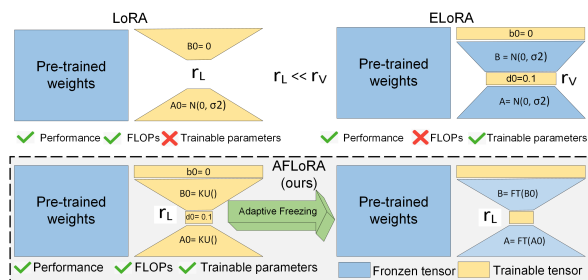 LoRA
Pre-trained
weights
B0= 0
rL
A0= N(0, σ2)
Performance
FLOPs
Trainable parameters
rL << rV
ELoRA
Pre-trained
weights
b0= 0
B = N(0, σ2)
rV
d0=0.1
A= N(0, σ2)
Performance
FLOPs
Trainable parameters
AFLoRA
(ours)
Pre-trained
weights
b0= 0
B0= KU()
rL
d0= 0.1
A0= KU()
Adaptive Freezing
Performance
FLOPs
Trainable parameters
Pre-trained
weights
B= FT(B0)
rL
A= FT(A0)
Fronzen tensor
Trainable tensor